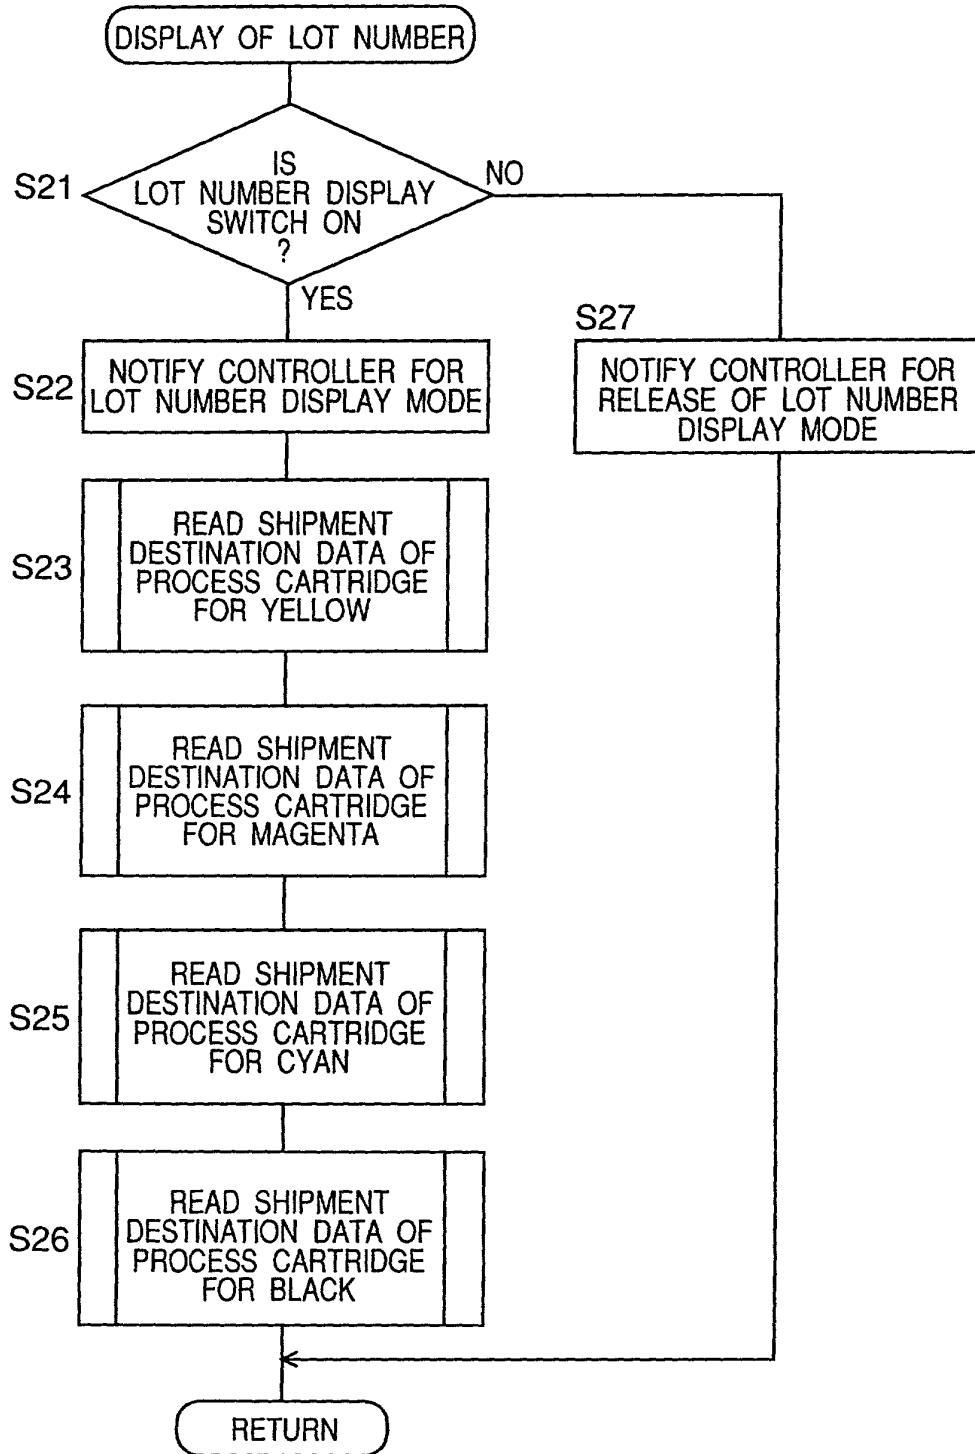 DISPLAY OF LOT NUMBER
S21
IS
LOT NUMBER DISPLAY
SWITCH ON
?
NO
YES
S22
NOTIFY CONTROLLER FOR
LOT NUMBER DISPLAY MODE
S27
NOTIFY CONTROLLER FOR
RELEASE OF LOT NUMBER
DISPLAY MODE
S23
READ SHIPMENT
DESTINATION DATA OF
PROCESS CARTRIDGE
FOR YELLOW
S24
READ SHIPMENT
DESTINATION DATA OF
PROCESS CARTRIDGE
FOR MAGENTA
S25
READ SHIPMENT
DESTINATION DATA OF
PROCESS CARTRIDGE
FOR CYAN
S26
READ SHIPMENT
DESTINATION DATA OF
PROCESS CARTRIDGE
FOR BLACK
RETURN